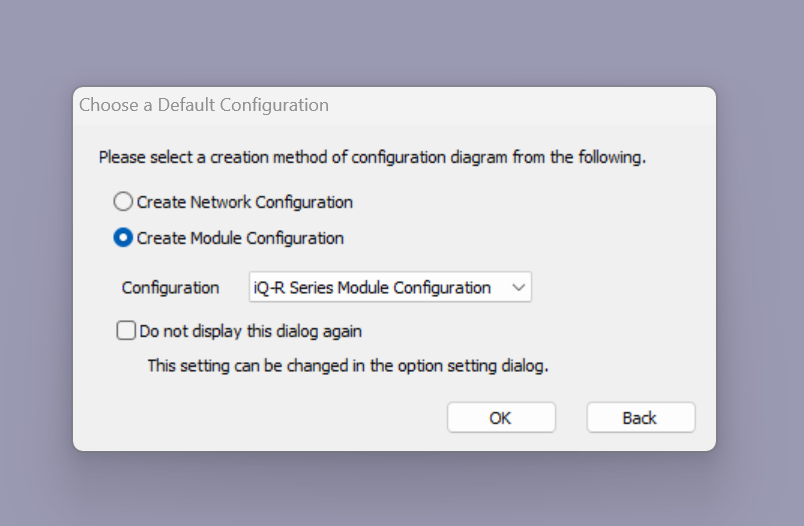 Choose a Default Configuration
Please select a creation method of configuration diagram from the following.
Create Network Configuration
Create Module Configuration
Configuration iQ-R Series Module Configuration
Do not display this dialog again
This setting can be changed in the option setting dialog.
OK Back